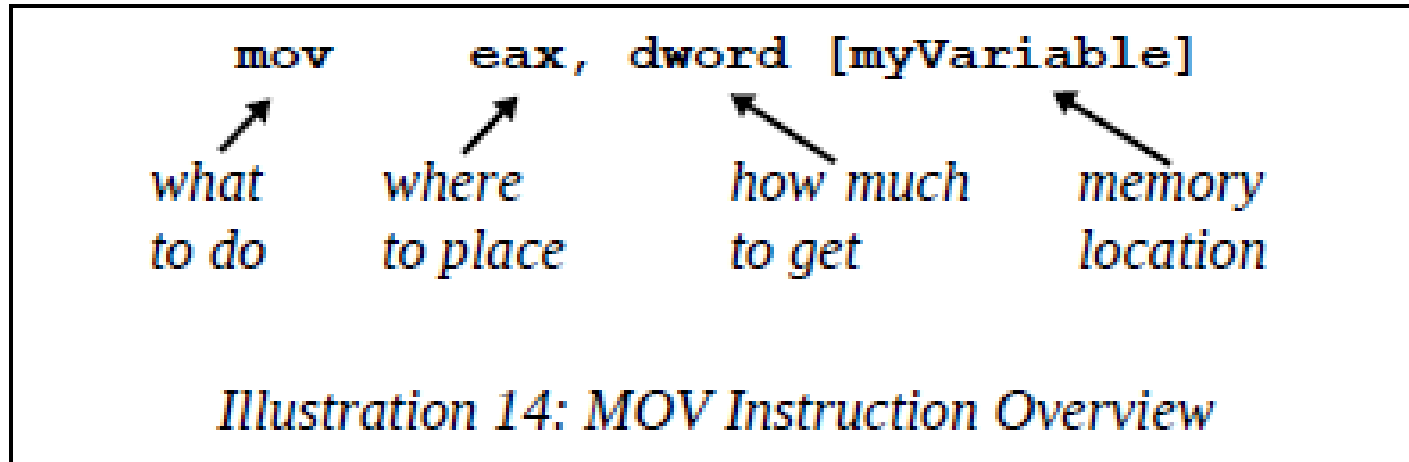 mov eax, dword [myVariable]
what where how much memory
to do to place to get location
Illustration 14: MOV Instruction Overview